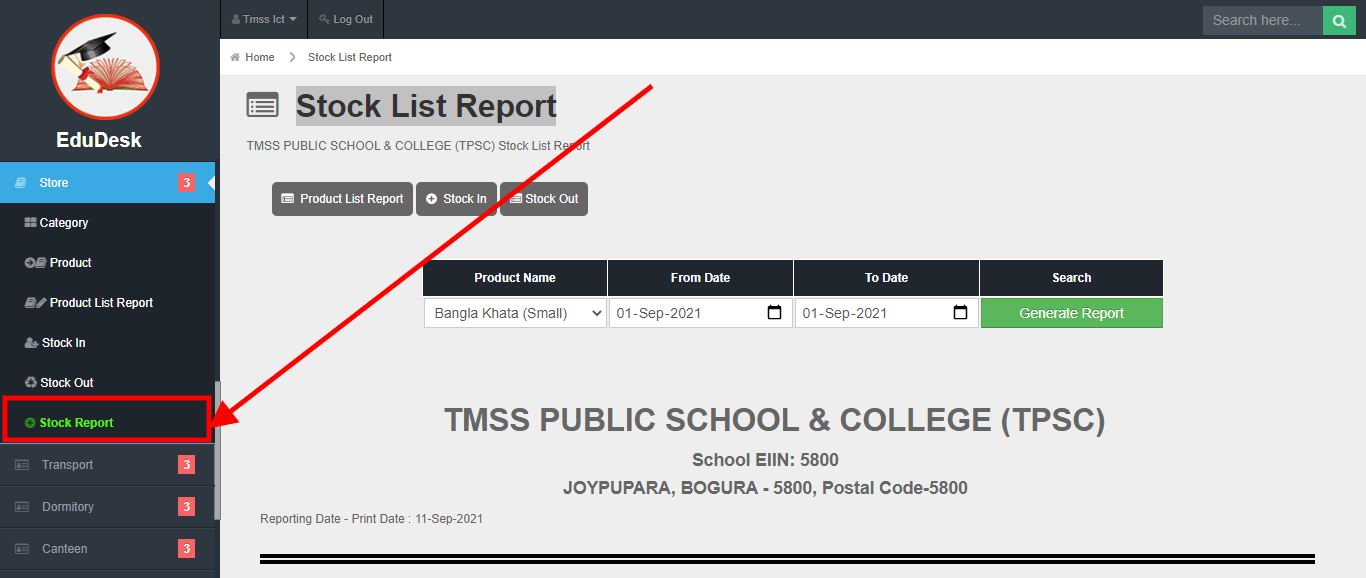 Tmss Ict
Log Out
Search here...
EduDesk
Home
Stock List Report
Stock List Report
TMSS PUBLIC SCHOOL & COLLEGE (TPSC) Stock List Report
Product List Report
Stock In
Stock Out
Store 3
Category
Product
Product List Report
Stock In
Stock Out
Stock Report
Transport 3
Dormitory 3
Canteen 3
Product Name From Date To Date Search
Bangla Khata (Small) 01-Sep-2021 01-Sep-2021 Generate Report
TMSS PUBLIC SCHOOL & COLLEGE (TPSC)
School EIIN: 5800
JOYPUPARA, BOGURA - 5800, Postal Code-5800
Reporting Date - Print Date : 11-Sep-2021